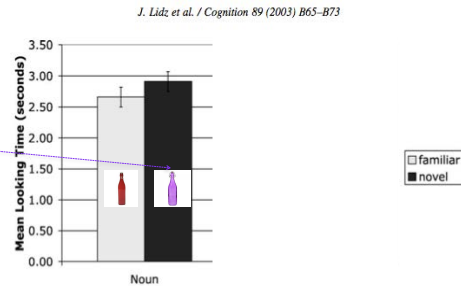 J. Lidz et al. / Cognition 89 (2003) B65–B73
Mean Looking Time (seconds)
3.50
3.00
2.50
2.00
1.50
1.00
0.50
0.00
Noun
familiar
novel